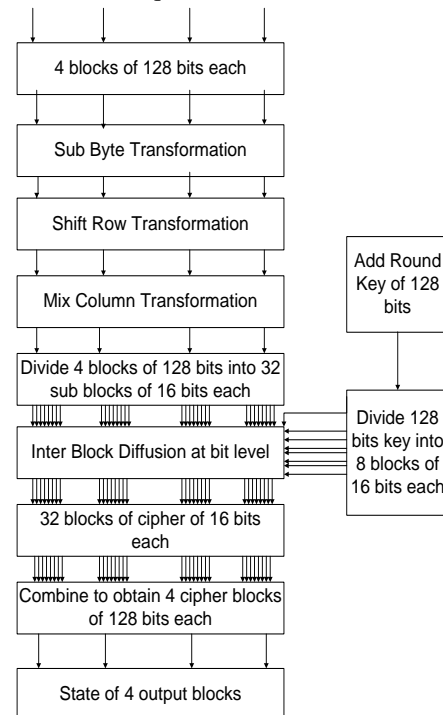 4 blocks of 128 bits each
Sub Byte Transformation
Shift Row Transformation
Mix Column Transformation
Divide 4 blocks of 128 bits into 32
sub blocks of 16 bits each
Inter Block Diffusion at bit level
32 blocks of cipher of 16 bits
each
Combine to obtain 4 cipher blocks
of 128 bits each
State of 4 output blocks
Add Round
Key of 128
bits
Divide 128
bits key into
8 blocks of
16 bits each